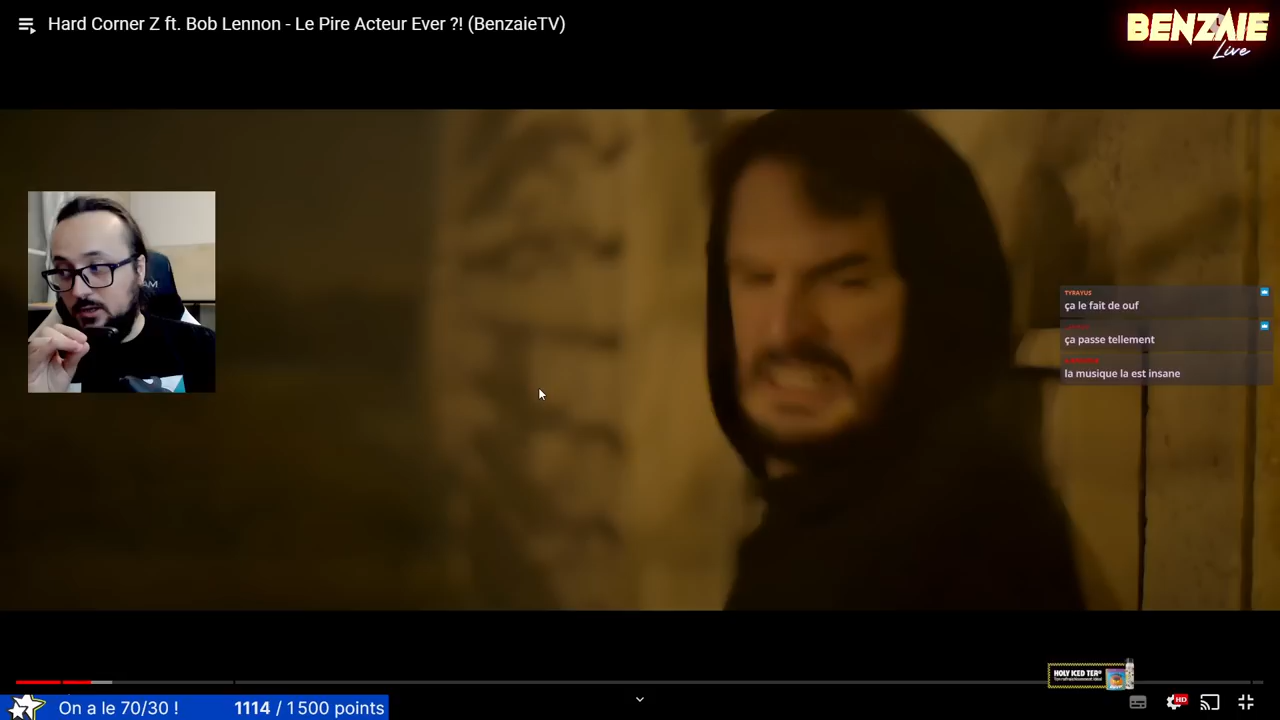 Hard Corner Z ft. Bob Lennon - Le Pire Acteur Ever ?! (BenzaieTV)
BENZAIE
Live
TYRAYUS
ça le fait de ouf
ça passe tellement
la musique la est insane
HOLY ICED TEA®
On a le 70/30 !
1114 / 1500 points
HD